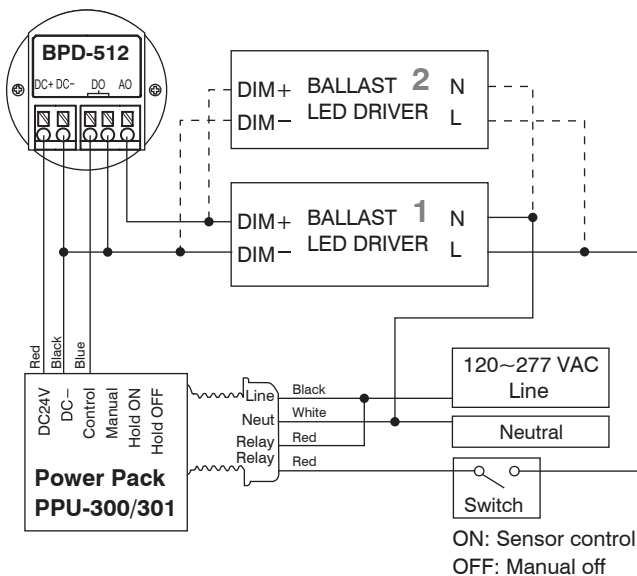 BPD-512
DC+ DC− DO AO
DIM+ BALLAST 2 N
DIM− LED DRIVER L
DIM+ BALLAST 1 N
DIM− LED DRIVER L
Red
Black
Blue
DC24V
DC−
Control
Manual
Hold ON
Hold OFF
Power Pack
PPU-300/301
Line Black
Neut White
Relay Red
Relay Red
120~277 VAC
Line
Neutral
Switch
ON: Sensor control
OFF: Manual off